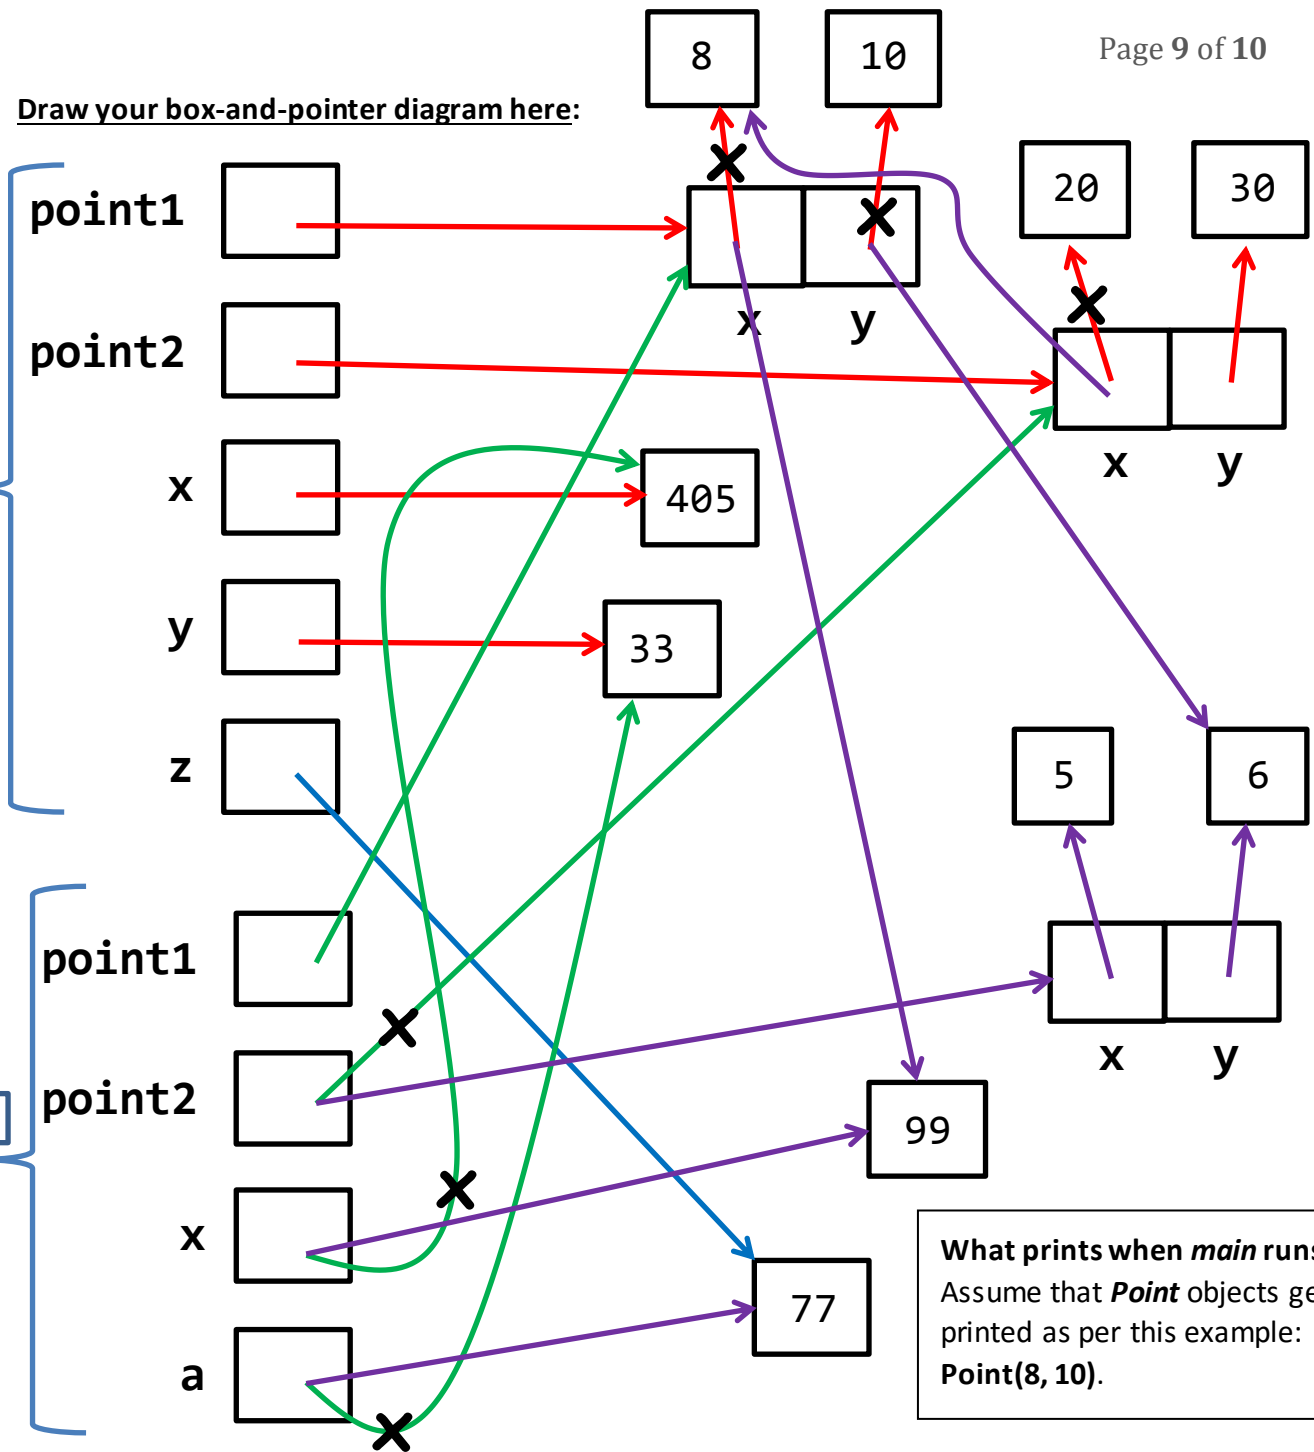 Page 9 of 10
8
10
Draw your box-and-pointer diagram here:
20
30
point1
x
y
point2
x
y
x
405
y
33
z
5
6
point1
x
y
point2
99
x
77
a
What prints when main runs
Assume that Point objects ge
printed as per this example:
Point(8, 10).